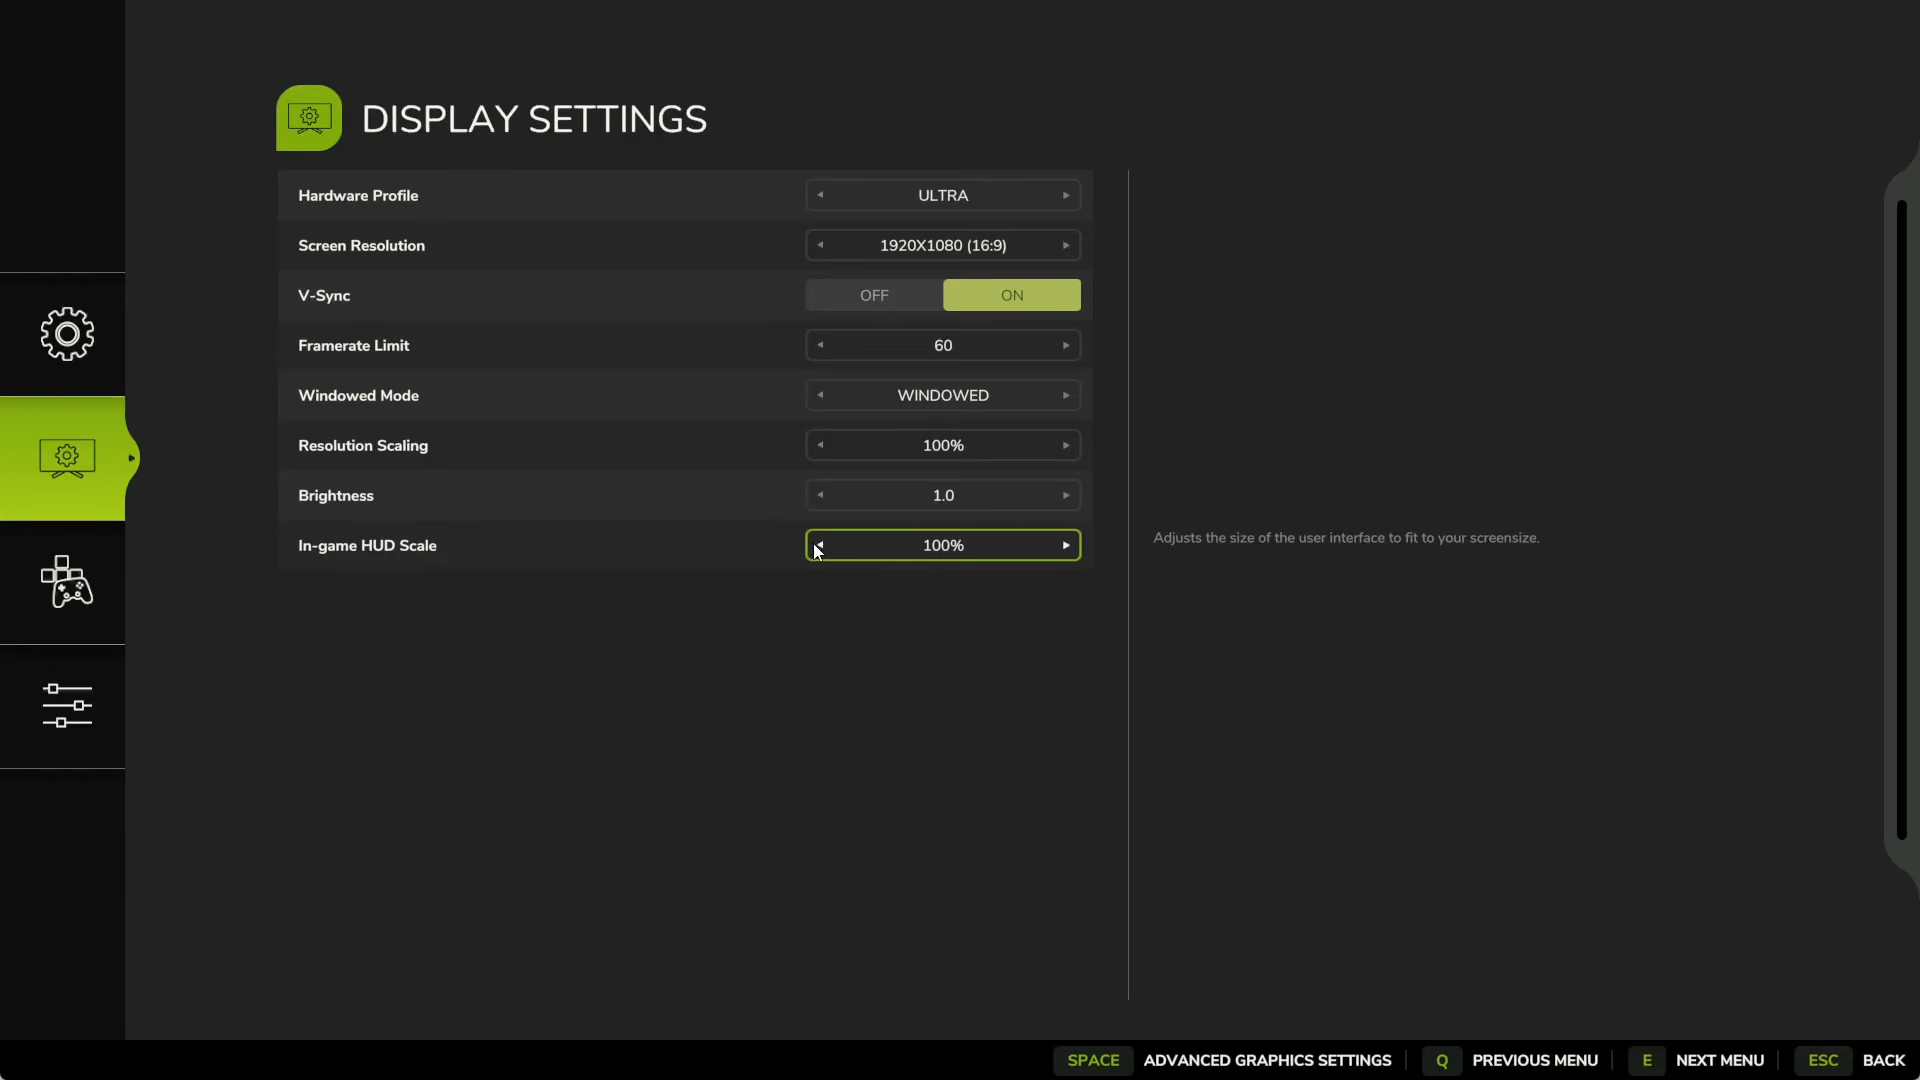 DISPLAY SETTINGS
Hardware Profile ULTRA
Screen Resolution 1920X1080 (16:9)
V-Sync OFF ON
Framerate Limit 60
Windowed Mode WINDOWED
Resolution Scaling 100%
Brightness 1.0
In-game HUD Scale 100%
Adjusts the size of the user interface to fit to your screensize.
SPACE ADVANCED GRAPHICS SETTINGS Q PREVIOUS MENU E NEXT MENU ESC BACK